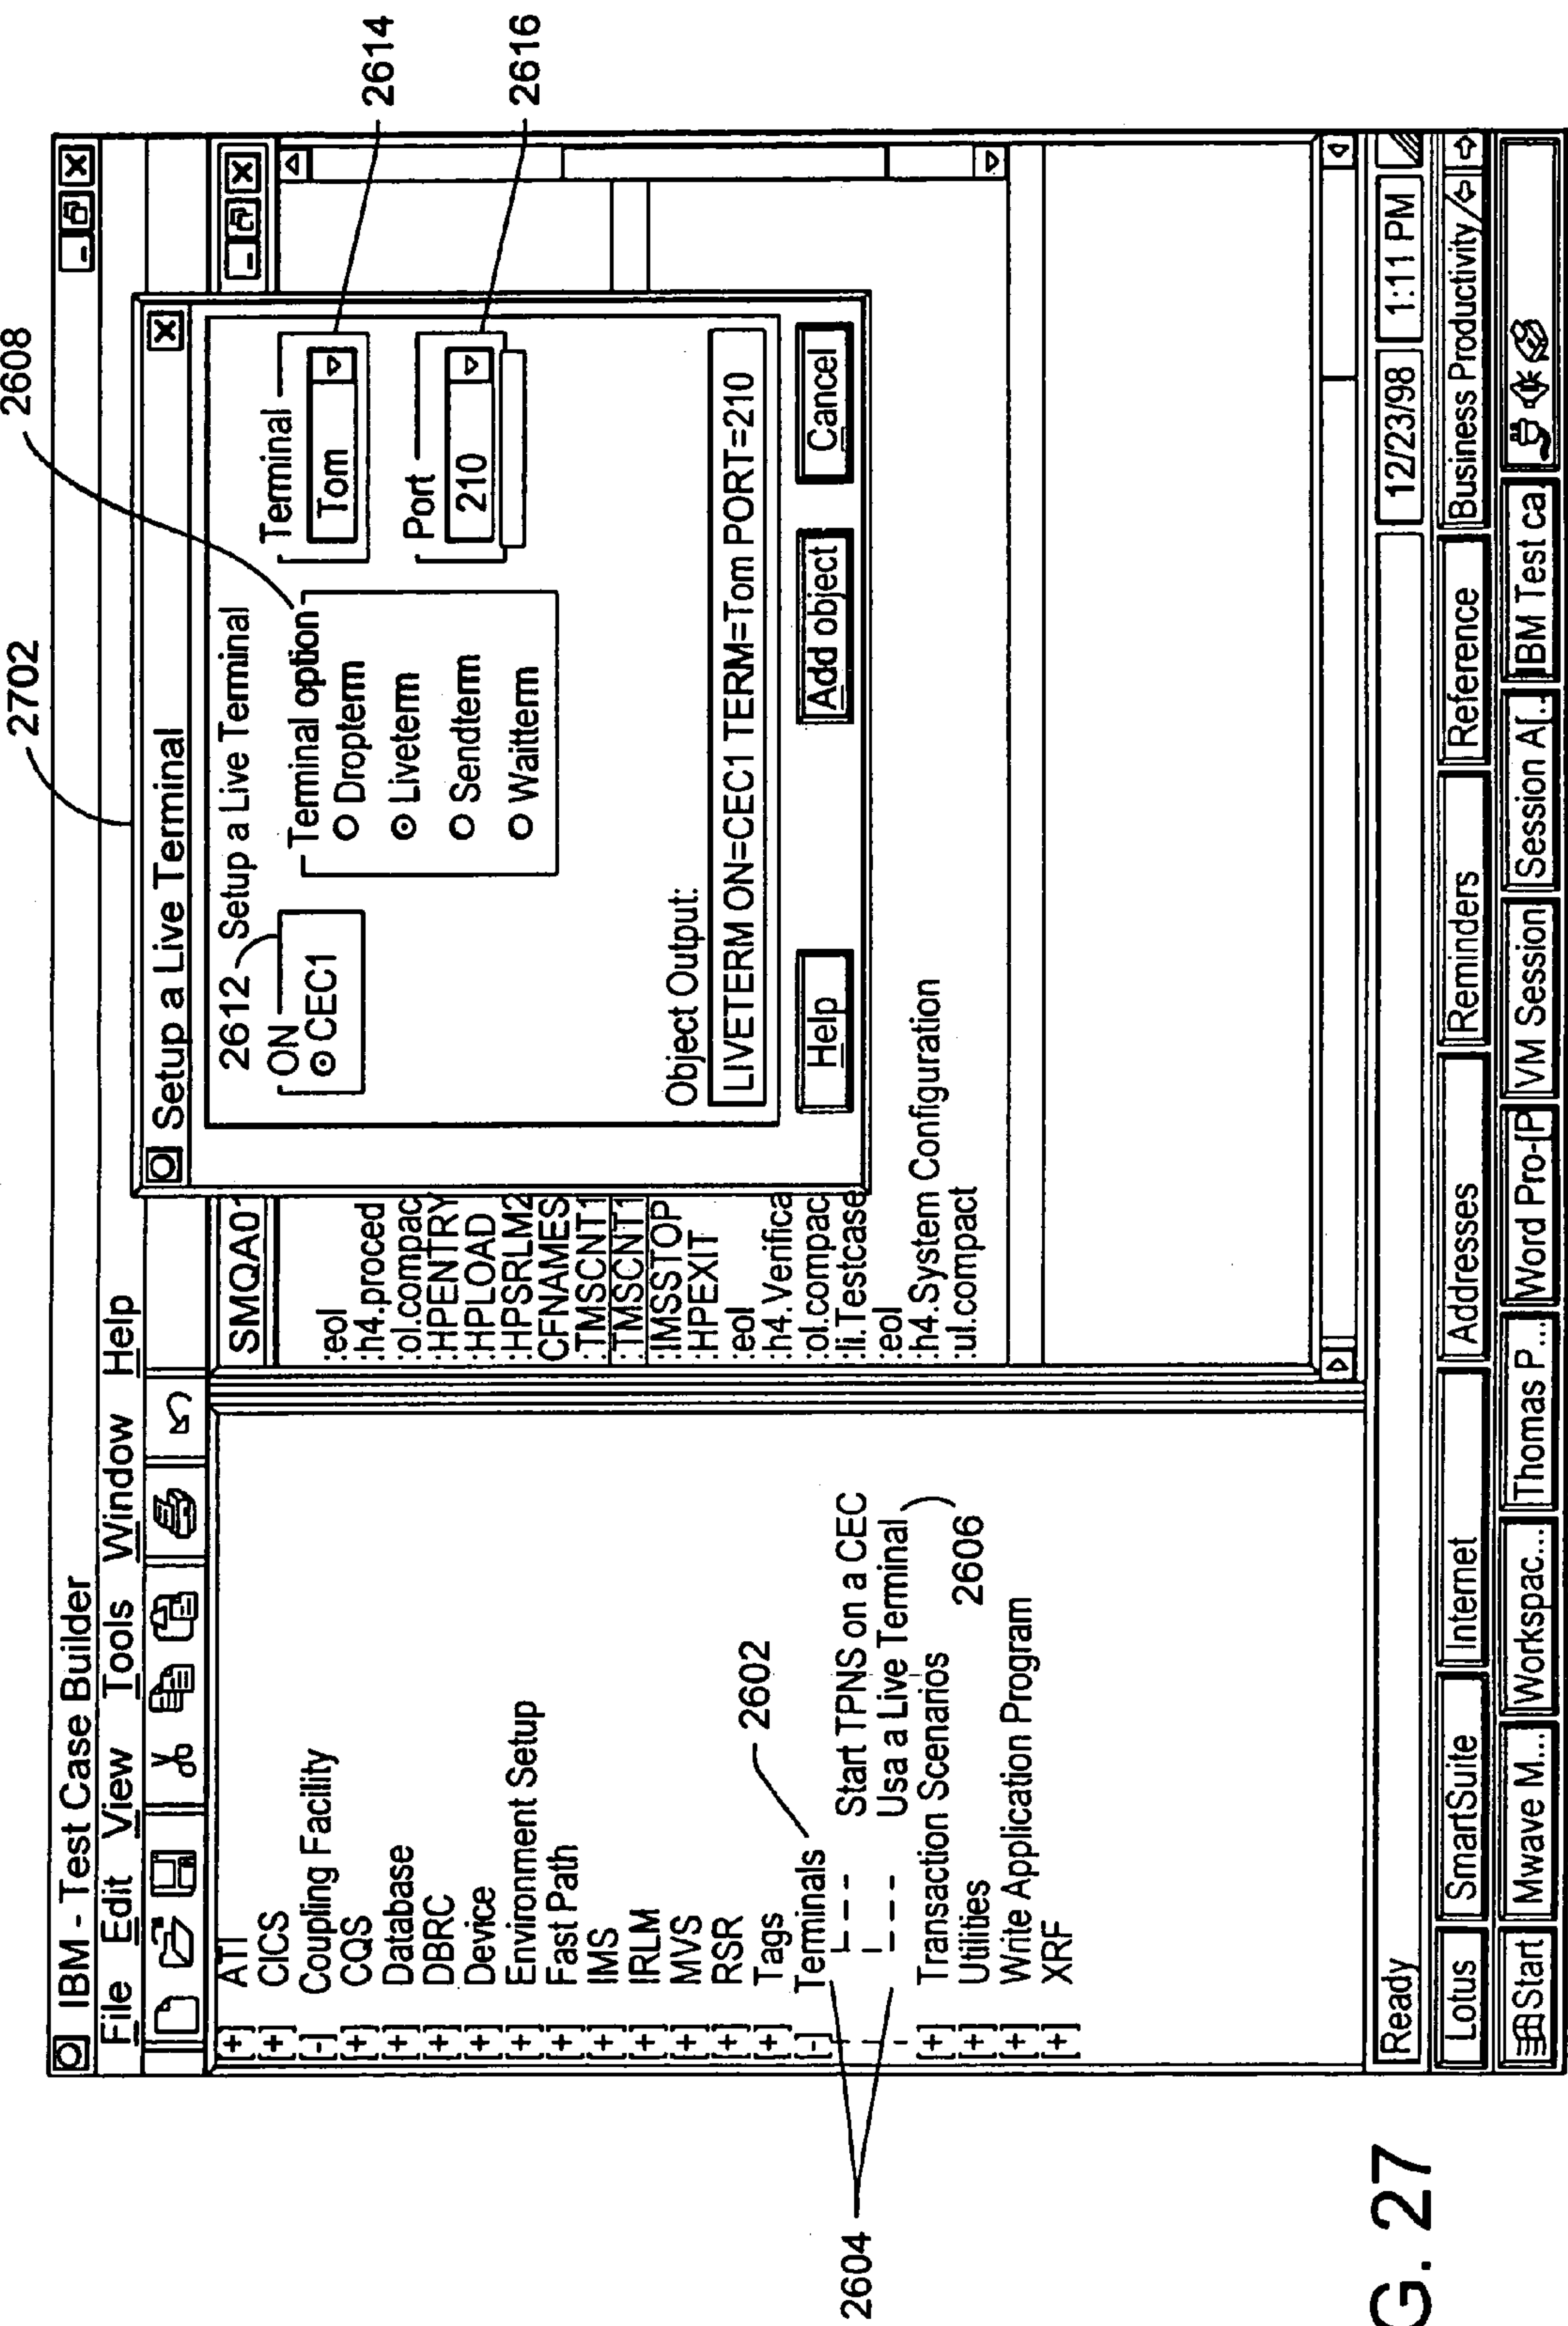 2702
2608
2614
2616
IBM - Test Case Builder
File Edit View Tools Window Help
[+] ATI
[+] CICS
[-] Coupling Facility
[+] CQS
[+] Database
[+] DBRC
[+] Device
[+] Environment Setup
[+] Fast Path
[+] IMS
[+] IRLM
[+] MVS
[+] RSR
[+] Tags
[-] Terminals
2602
Start TPNS on a CEC
Usa a Live Terminal
2604
2606
[+] Transaction Scenarios
[+] Utilities
[+] Write Application Program
[+] XRF
SMQA01
:eol
:h4.proced
:ol.compac
:HPENTRY
:HPLOAD
:HPSRLM2
CFNAMES
:TMSCNT1
:TMSCNT1
:IMSSTOP
:HPEXIT
:eol
:h4.Verifica
:ol.compac
:li.Testcase
:eol
:h4.System Configuration
:ul.compact
Setup a Live Terminal
2612
Setup a Live Terminal
ON
CEC1
Terminal option
Dropterm
Liveterm
Sendterm
Waitterm
Terminal
Tom
Port
210
Object Output:
LIVETERM ON=CEC1 TERM=Tom PORT=210
Help Add object Cancel
Ready 12/23/98 1:11 PM
Lotus SmartSuite Internet Addresses Reminders Reference Business Productivity
Start Mwave M... Workspac... Thomas P... Word Pro-[P VM Session Session A[.. IBM Test ca
G. 27